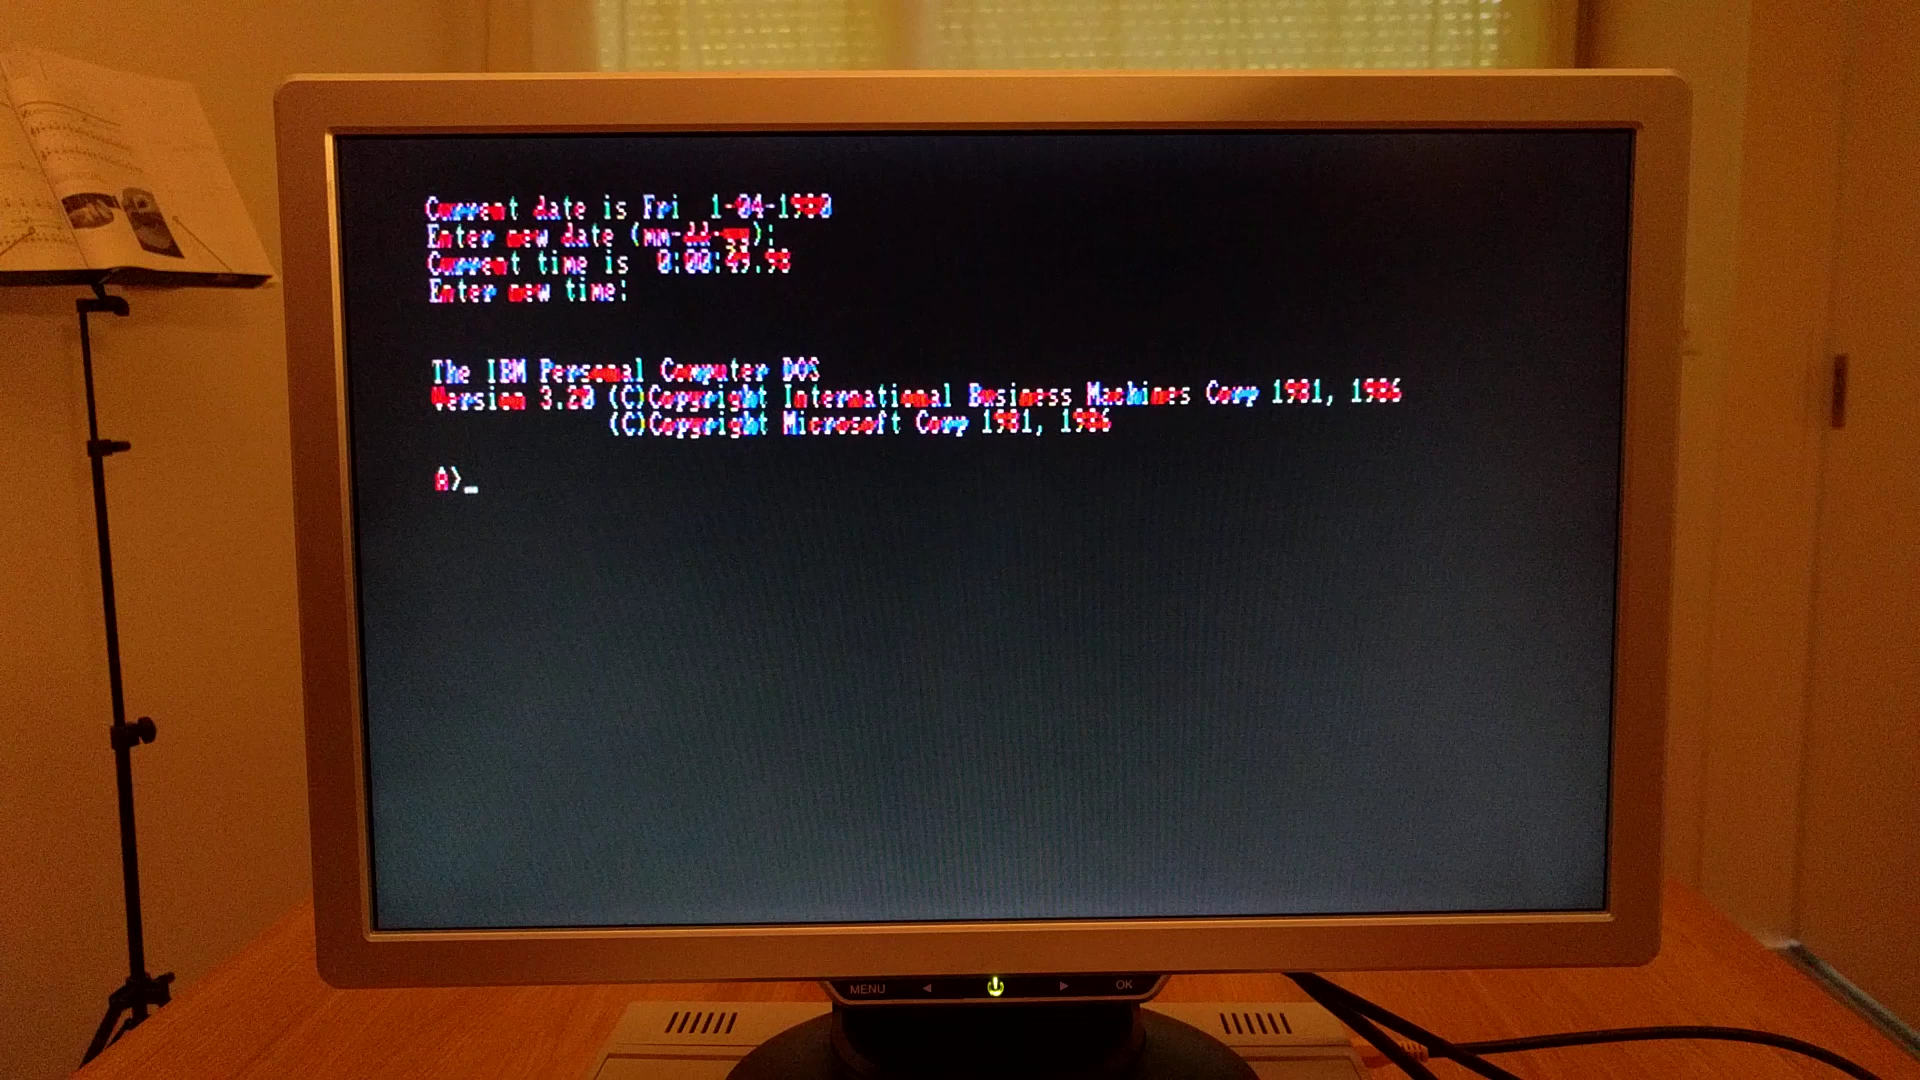 Current date is Fri  1-04-1980
Enter new date (mm-dd-yy):
Current time is  0:00:49.98
Enter new time:
The IBM Personal Computer DOS
Version 3.20 (C)Copyright International Business Machines Corp 1981, 1986
(C)Copyright Microsoft Corp 1981, 1986
A>_
MENU ◀ ▶ OK